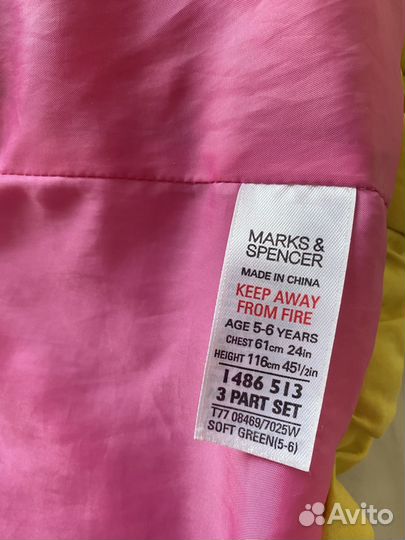 MARKS &
SPENCER
MADE IN CHINA
KEEP AWAY
FROM FIRE
AGE 5-6 YEARS
CHEST 61cm 24in
HEIGHT 116cm 45½in
1486 513
3 PART SET
T77 08469/7025W
SOFT GREEN(5-6)
Avito